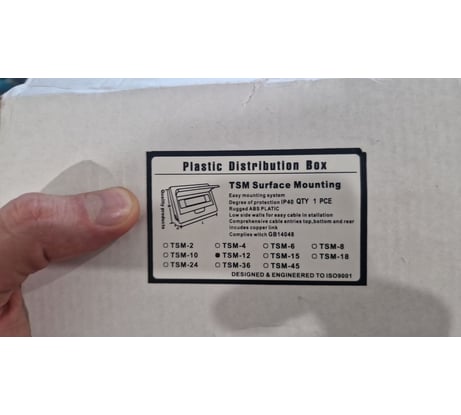 Plastic Distribution Box
Quality products
TSM Surface Mounting
Easy mounting system
Degree of protection IP40 QTY 1 PCE
Rugged ABS PLATIC
Low side walls for easy cable in stallation
Comprehensive cable entries top,bottom and rear
Incudes copper link
Complies witch GB14048
○ TSM-2 ○ TSM-4 ○ TSM-6 ○ TSM-8
○ TSM-10 ● TSM-12 ○ TSM-15 ○ TSM-18
○ TSM-24 ○ TSM-36 ○ TSM-45
DESIGNED & ENGINEERED TO ISO9001